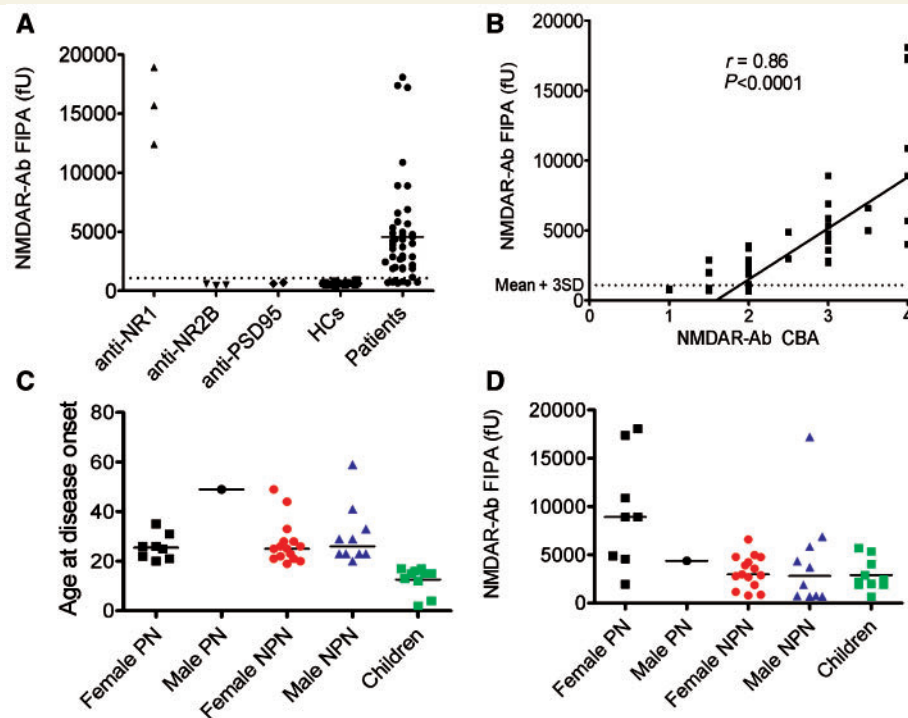 A
NMDAR-Ab FIPA (fU)
20000
15000
10000
5000
0
anti-NR1
anti-NR2B
anti-PSD95
HCs
Patients
B
NMDAR-Ab FIPA (fU)
20000
15000
10000
5000
Mean + 3SD
0
r = 0.86
P<0.0001
0 1 2 3 4
NMDAR-Ab CBA
C
Age at disease onset
80
60
40
20
0
Female PN
Male PN
Female NPN
Male NPN
Children
D
NMDAR-Ab FIPA (fU)
20000
15000
10000
5000
0
Female PN
Male PN
Female NPN
Male NPN
Children